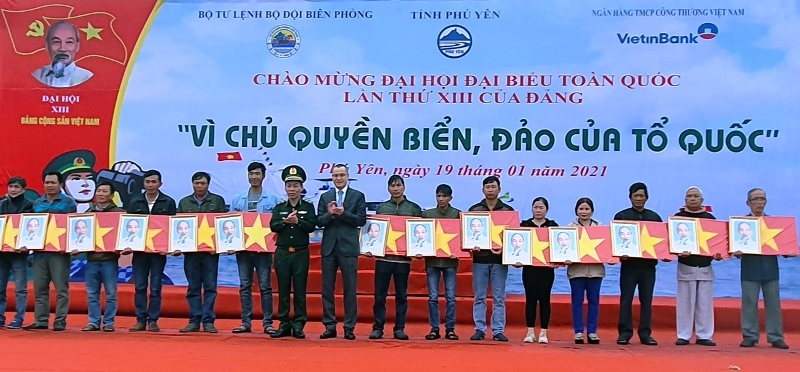 BỘ TƯ LỆNH BỘ ĐỘI BIÊN PHÒNG
TỈNH PHÚ YÊN
NGÂN HÀNG TMCP CÔNG THƯƠNG VIỆT NAM
PHÚ YÊN
VietinBank
CHÀO MỪNG ĐẠI HỘI ĐẠI BIỂU TOÀN QUỐC
LẦN THỨ XIII CỦA ĐẢNG
ĐẠI HỘI
XIII
ĐẢNG CỘNG SẢN VIỆT NAM
"VÌ CHỦ QUYỀN BIỂN, ĐẢO CỦA TỔ QUỐC"
Phú Yên, ngày 19 tháng 01 năm 2021